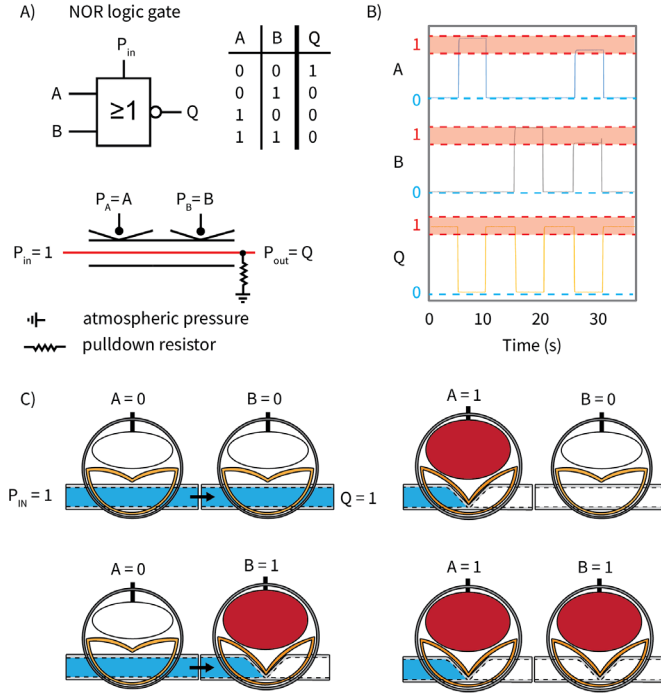 A) NOR logic gate
P_in
A
B
≥1
Q
A B Q
0 0 1
0 1 0
1 0 0
1 1 0
P_A = A P_B = B
P_in = 1 P_out = Q
atmospheric pressure
pulldown resistor
B)
1
A
0
1
B
0
1
Q
0
0 10 20 30
Time (s)
C)
A = 0 B = 0
P_IN = 1 Q = 1
A = 1 B = 0
A = 0 B = 1
A = 1 B = 1